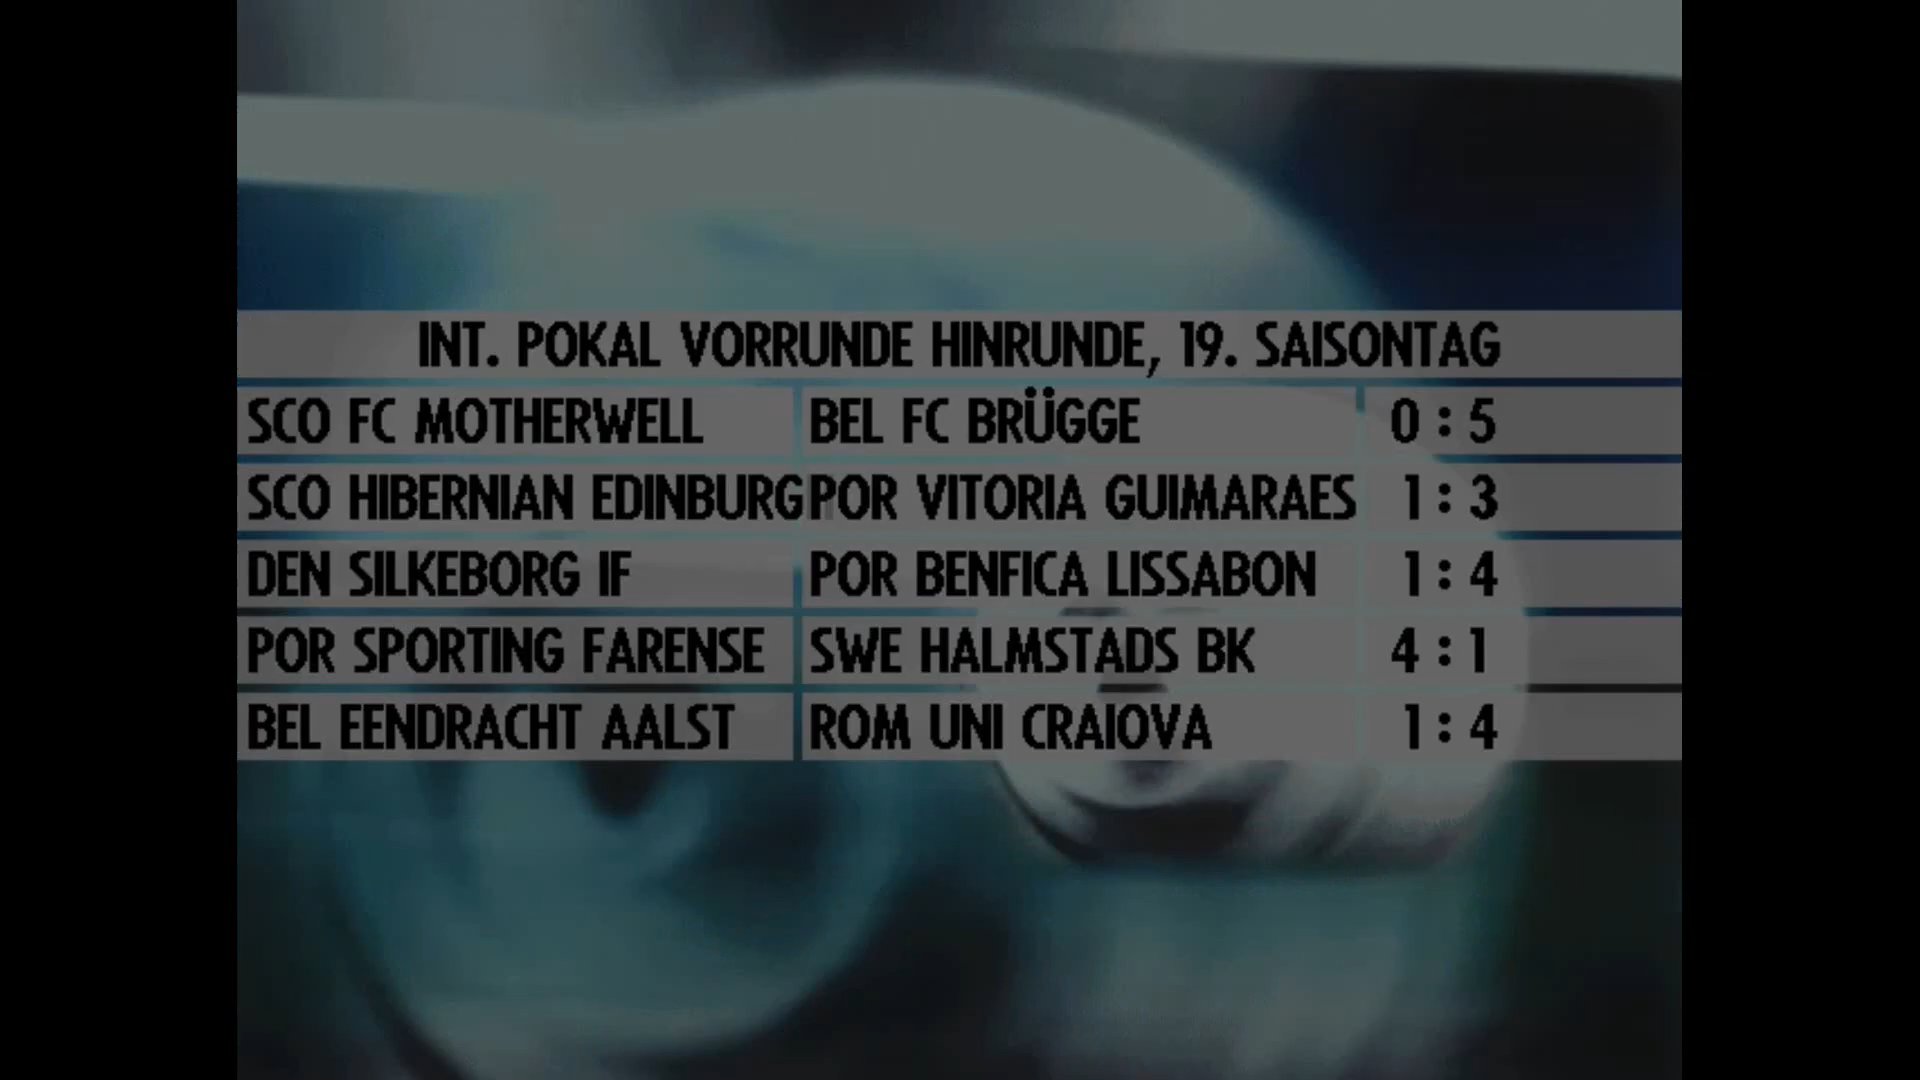 INT. POKAL VORRUNDE HINRUNDE, 19. SAISONTAG
SCO FC MOTHERWELL BEL FC BRÜGGE 0 : 5
SCO HIBERNIAN EDINBURG POR VITORIA GUIMARAES 1 : 3
DEN SILKEBORG IF POR BENFICA LISSABON 1 : 4
POR SPORTING FARENSE SWE HALMSTADS BK 4 : 1
BEL EENDRACHT AALST ROM UNI CRAIOVA 1 : 4